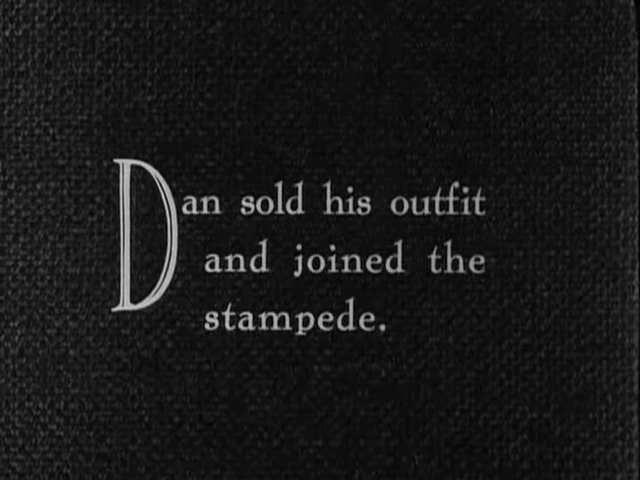 Dan sold his outfit
and joined the
stampede.